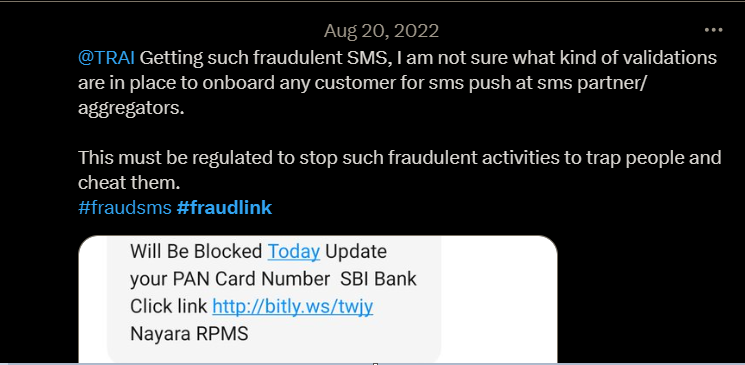 Aug 20, 2022
@TRAI Getting such fraudulent SMS, I am not sure what kind of validations
are in place to onboard any customer for sms push at sms partner/
aggregators.
This must be regulated to stop such fraudulent activities to trap people and
cheat them.
#fraudsms #fraudlink
Will Be Blocked Today Update
your PAN Card Number  SBI Bank
Click link http://bitly.ws/twjy
Nayara RPMS